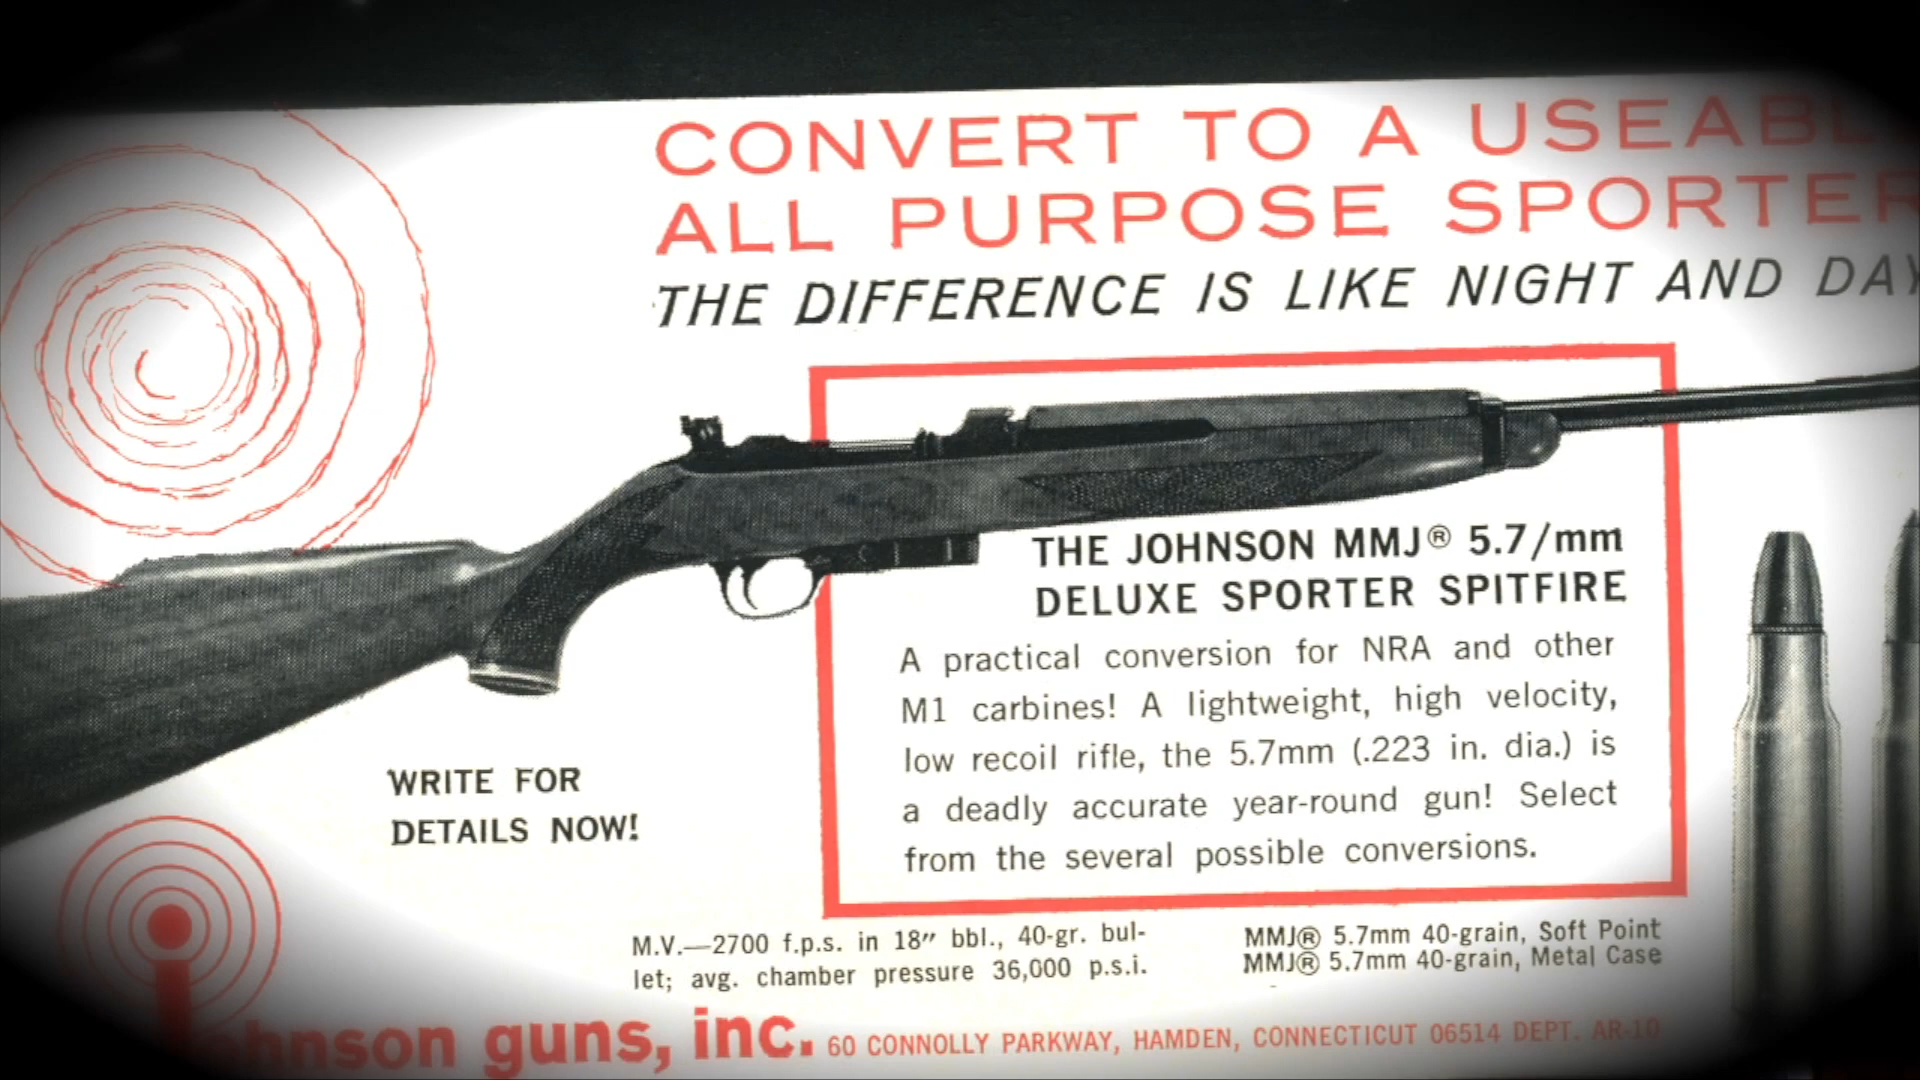 CONVERT TO A USEABL
ALL PURPOSE SPORTER
THE DIFFERENCE IS LIKE NIGHT AND DAY
THE JOHNSON MMJ® 5.7/mm
DELUXE SPORTER SPITFIRE
A practical conversion for NRA and other
M1 carbines! A lightweight, high velocity,
low recoil rifle, the 5.7mm (.223 in. dia.) is
a deadly accurate year-round gun! Select
from the several possible conversions.
WRITE FOR
DETAILS NOW!
M.V.—2700 f.p.s. in 18″ bbl., 40-gr. bul-
let; avg. chamber pressure 36,000 p.s.i.
MMJ® 5.7mm 40-grain, Soft Point
MMJ® 5.7mm 40-grain, Metal Case
johnson guns, inc. 60 CONNOLLY PARKWAY, HAMDEN, CONNECTICUT 06514 DEPT. AR-10